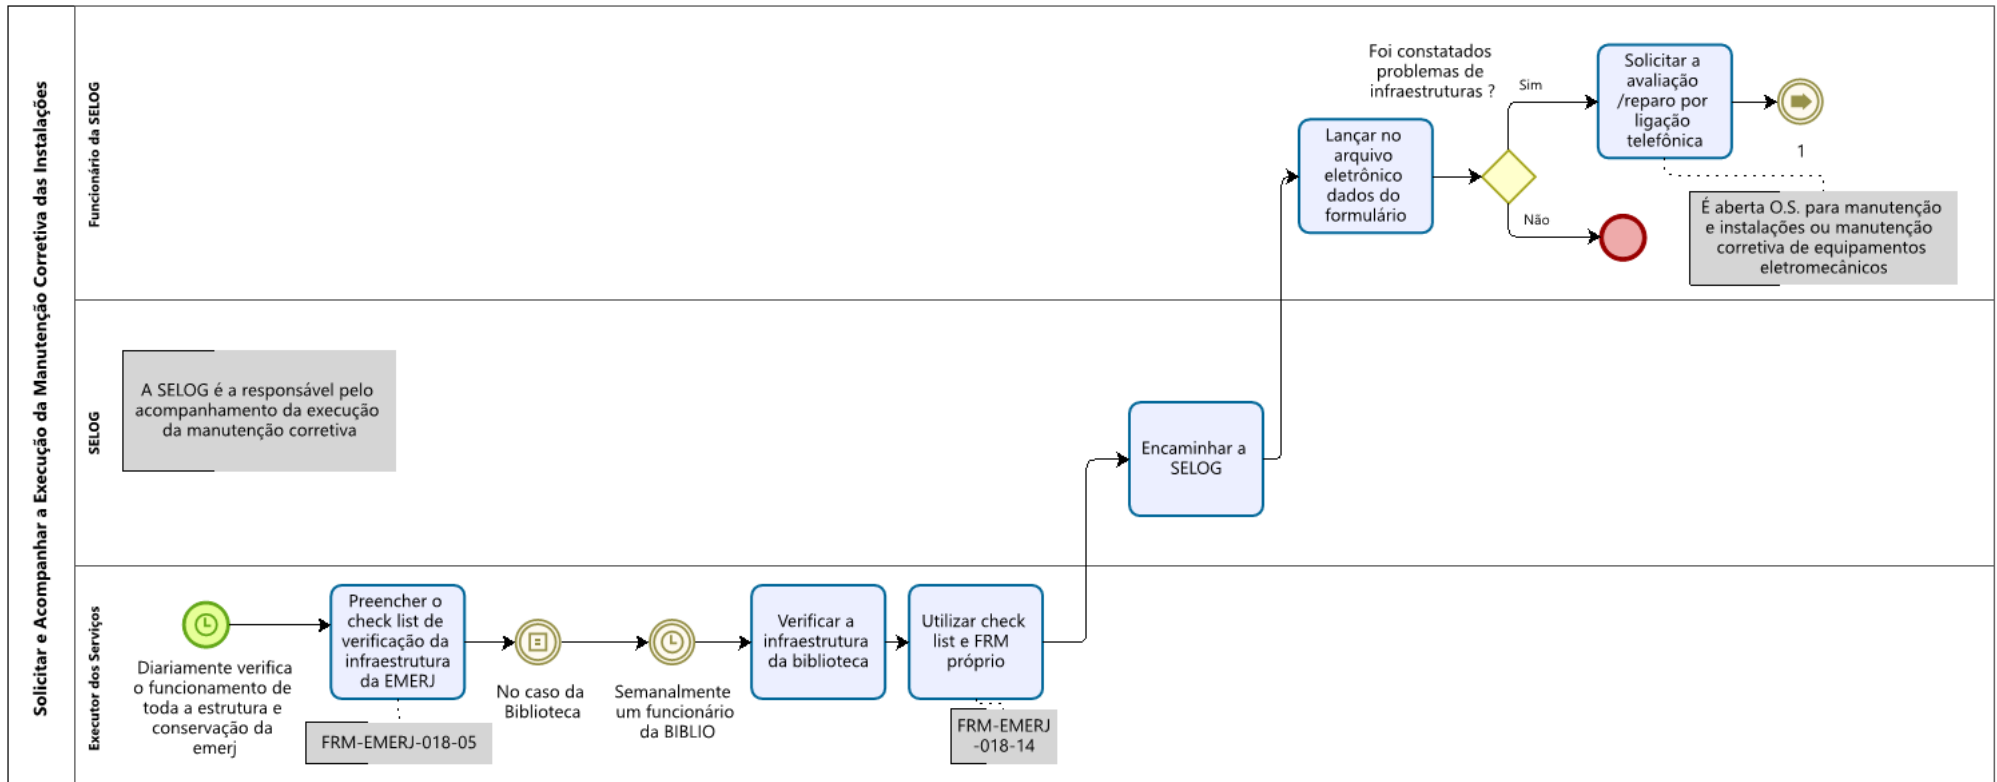 Solicitar e Acompanhar a Execução da Manutenção Corretiva das Instalações
Funcionário da SELOG
Foi constatados
problemas de
infraestruturas ?
Sim
Não
Lançar no
arquivo
eletrônico
dados do
formulário
Solicitar a
avaliação
/reparo por
ligação
telefônica
1
É aberta O.S. para manutenção
e instalações ou manutenção
corretiva de equipamentos
eletromecânicos
SELOG
A SELOG é a responsável pelo
acompanhamento da execução
da manutenção corretiva
Encaminhar a
SELOG
Executor dos Serviços
Diariamente verifica
o funcionamento de
toda a estrutura e
conservação da
emerj
Preencher o
check list de
verificação da
infraestrutura
da EMERJ
FRM-EMERJ-018-05
No caso da
Biblioteca
Semanalmente
um funcionário
da BIBLIO
Verificar a
infraestrutura
da biblioteca
Utilizar check
list e FRM
próprio
FRM-EMERJ
-018-14